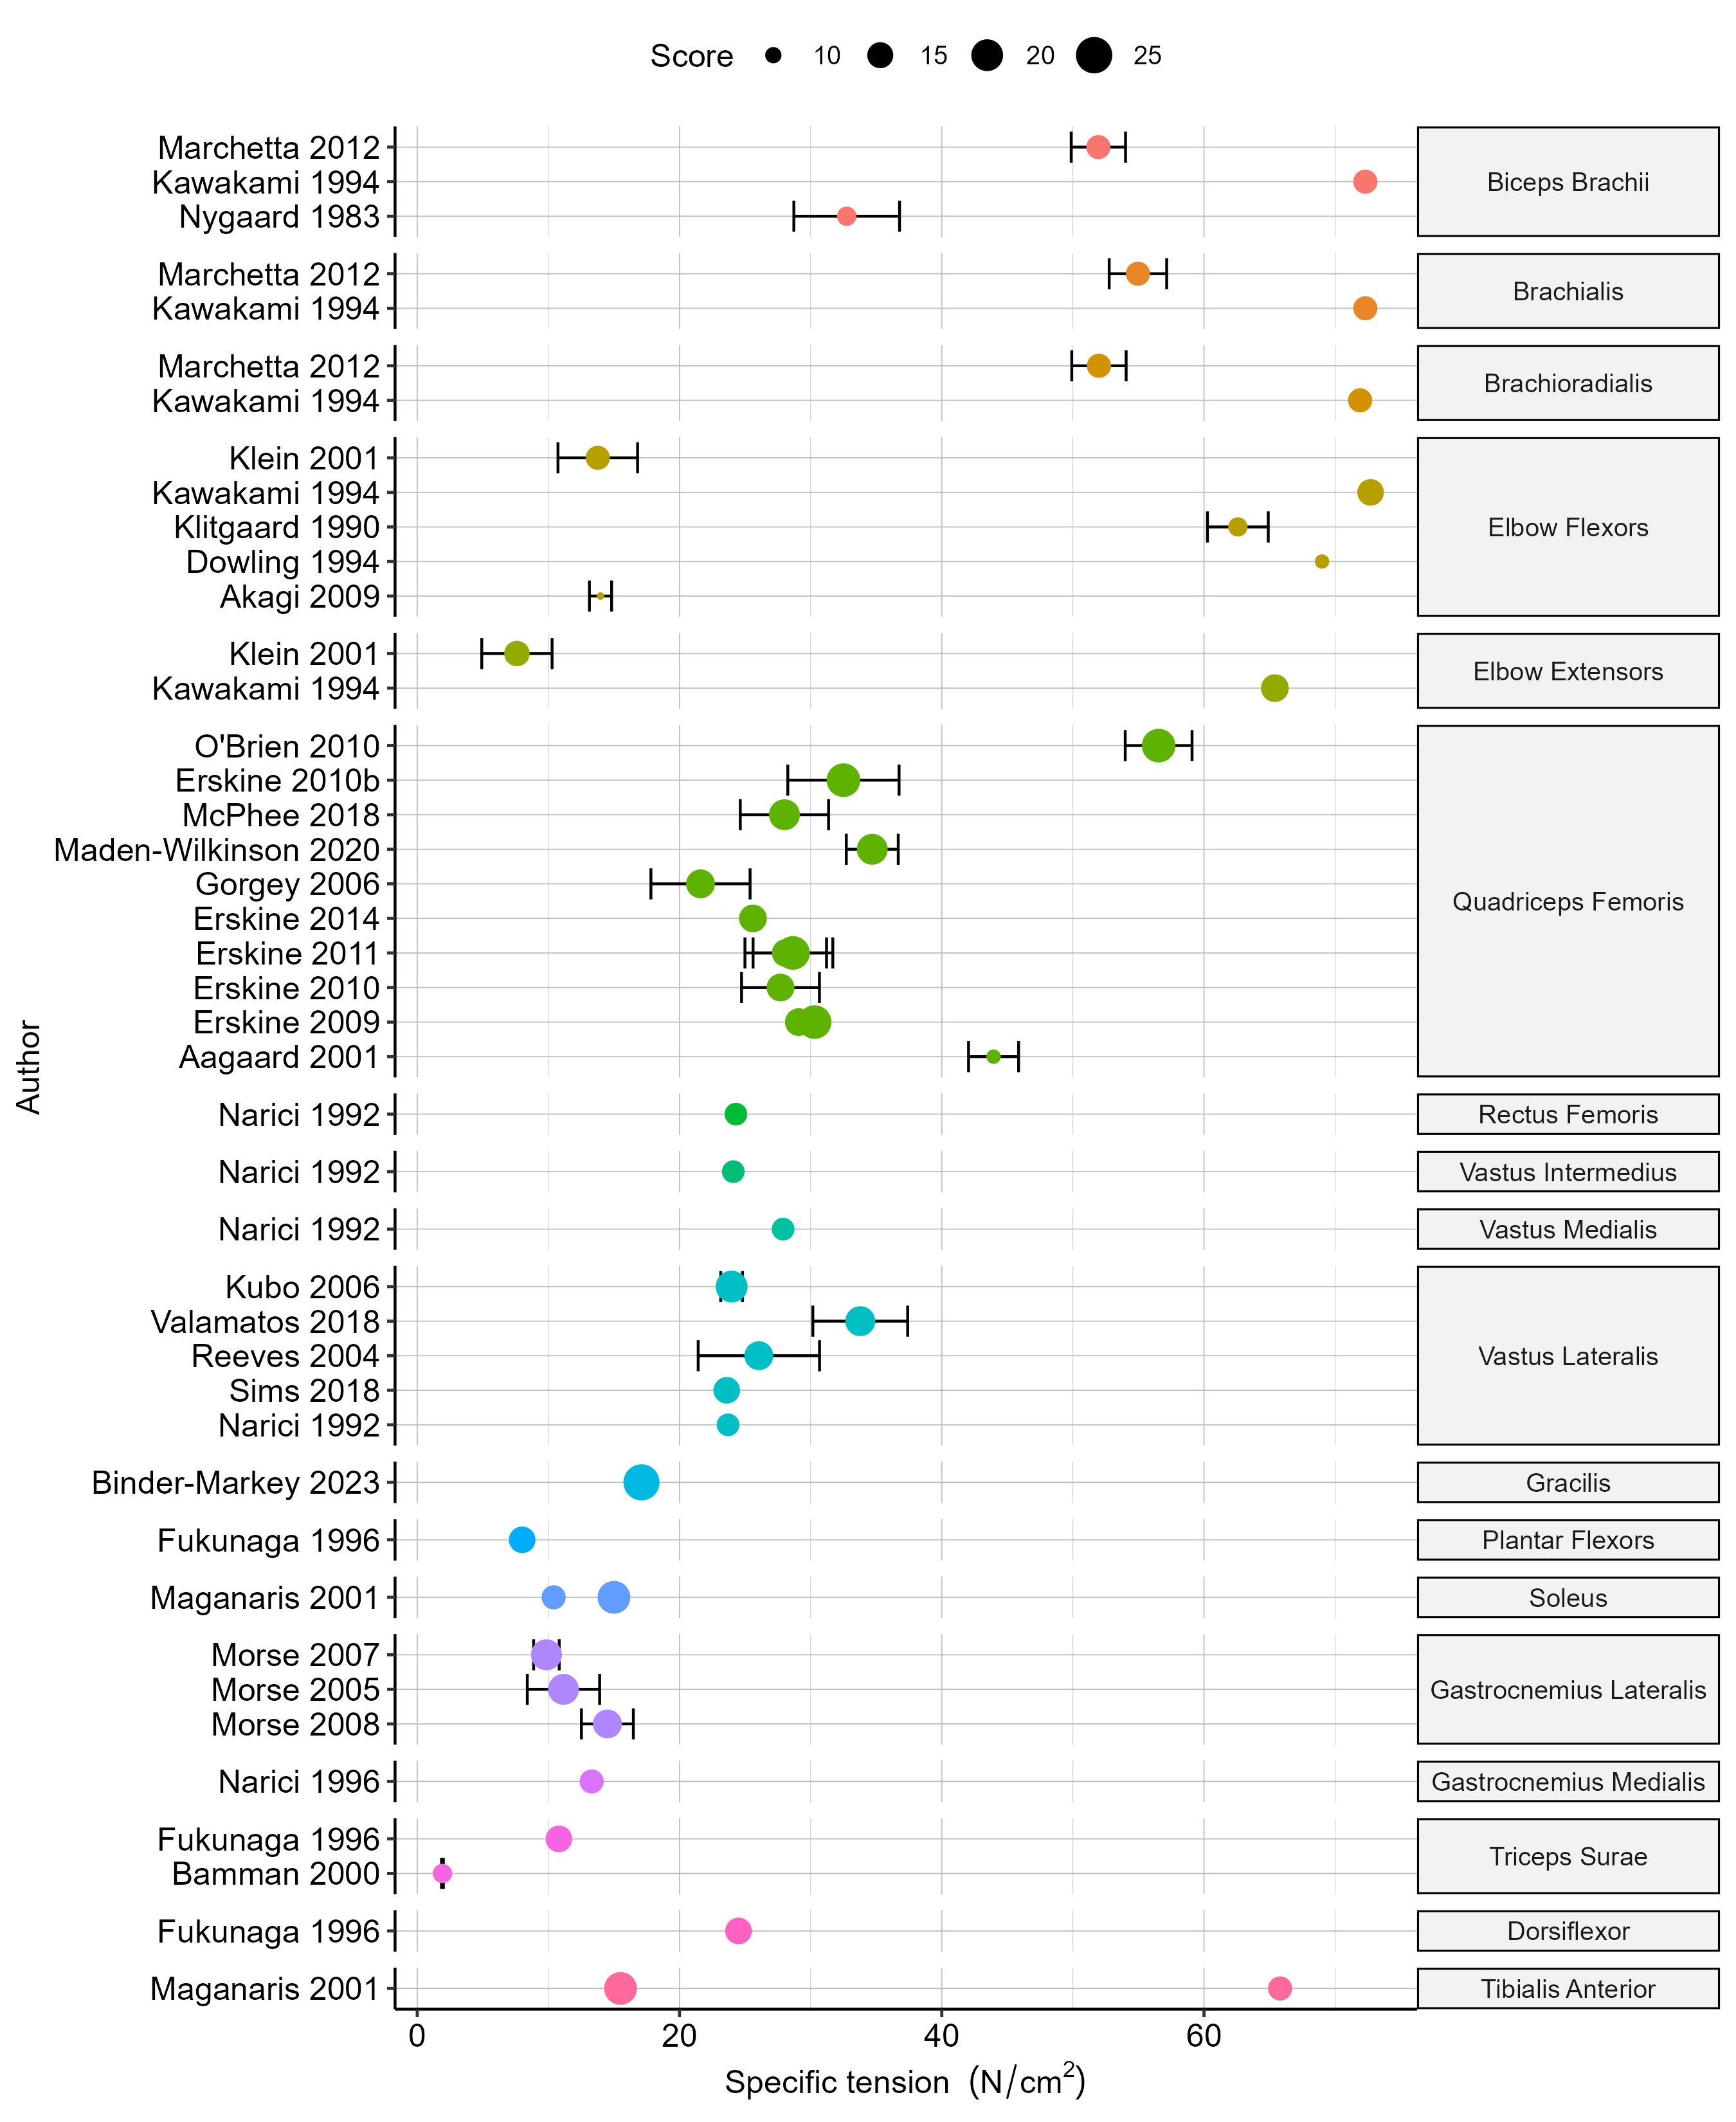 Score 10 15 20 25
Marchetta 2012
Kawakami 1994
Nygaard 1983
Biceps Brachii
Marchetta 2012
Kawakami 1994
Brachialis
Marchetta 2012
Kawakami 1994
Brachioradialis
Klein 2001
Kawakami 1994
Klitgaard 1990
Dowling 1994
Akagi 2009
Elbow Flexors
Klein 2001
Kawakami 1994
Elbow Extensors
O'Brien 2010
Erskine 2010b
McPhee 2018
Maden-Wilkinson 2020
Gorgey 2006
Erskine 2014
Erskine 2011
Erskine 2010
Erskine 2009
Aagaard 2001
Quadriceps Femoris
Narici 1992
Rectus Femoris
Narici 1992
Vastus Intermedius
Narici 1992
Vastus Medialis
Kubo 2006
Valamatos 2018
Reeves 2004
Sims 2018
Narici 1992
Vastus Lateralis
Binder-Markey 2023
Gracilis
Fukunaga 1996
Plantar Flexors
Maganaris 2001
Soleus
Morse 2007
Morse 2005
Morse 2008
Gastrocnemius Lateralis
Narici 1996
Gastrocnemius Medialis
Fukunaga 1996
Bamman 2000
Triceps Surae
Fukunaga 1996
Dorsiflexor
Maganaris 2001
Tibialis Anterior
Author
0 20 40 60
Specific tension (N/cm²)